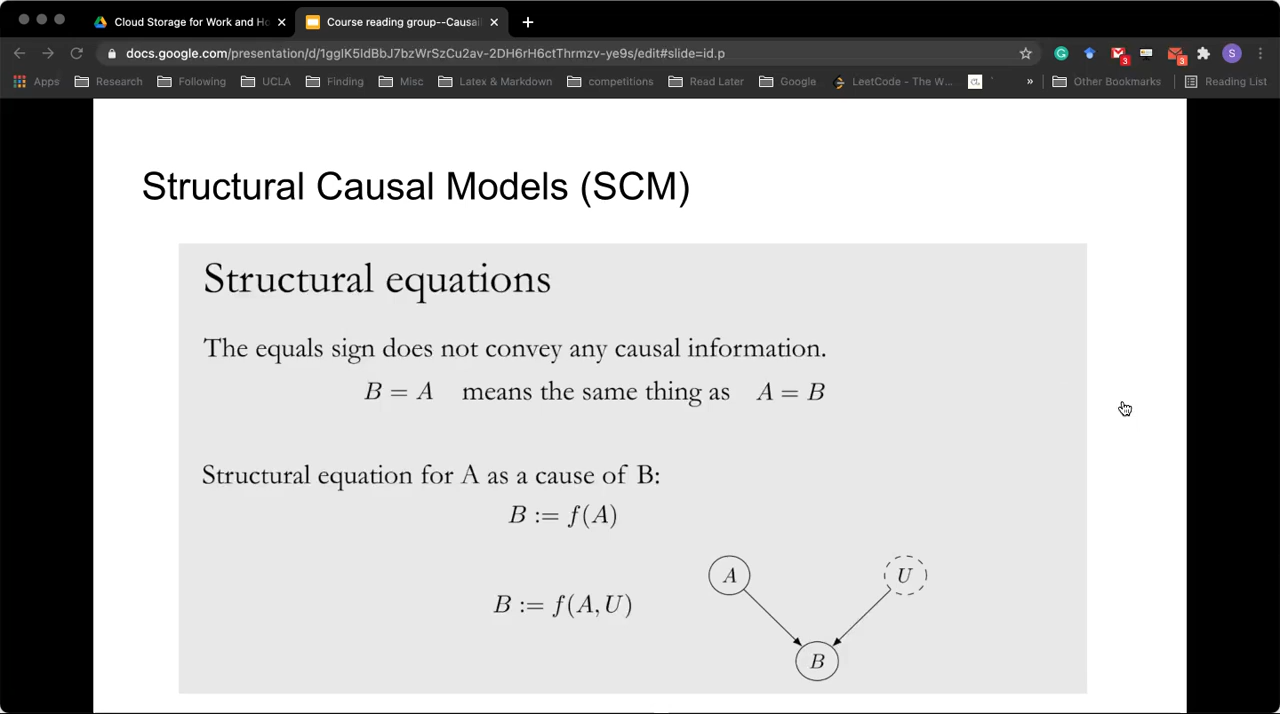 Cloud Storage for Work and Ho
Course reading group--Causal
docs.google.com/presentation/d/1ggIK5IdBbJ7bzWrSzCu2av-2DH6rH6ctThrmzv-ye9s/edit#slide=id.p
3
3
S
Apps Research Following UCLA Finding Misc Latex & Markdown competitions Read Later Google LeetCode - The W... CL » Other Bookmarks Reading List
Structural Causal Models (SCM)
Structural equations
The equals sign does not convey any causal information.
B = A means the same thing as A = B
Structural equation for A as a cause of B:
B := f(A)
A U
B := f(A, U)
B